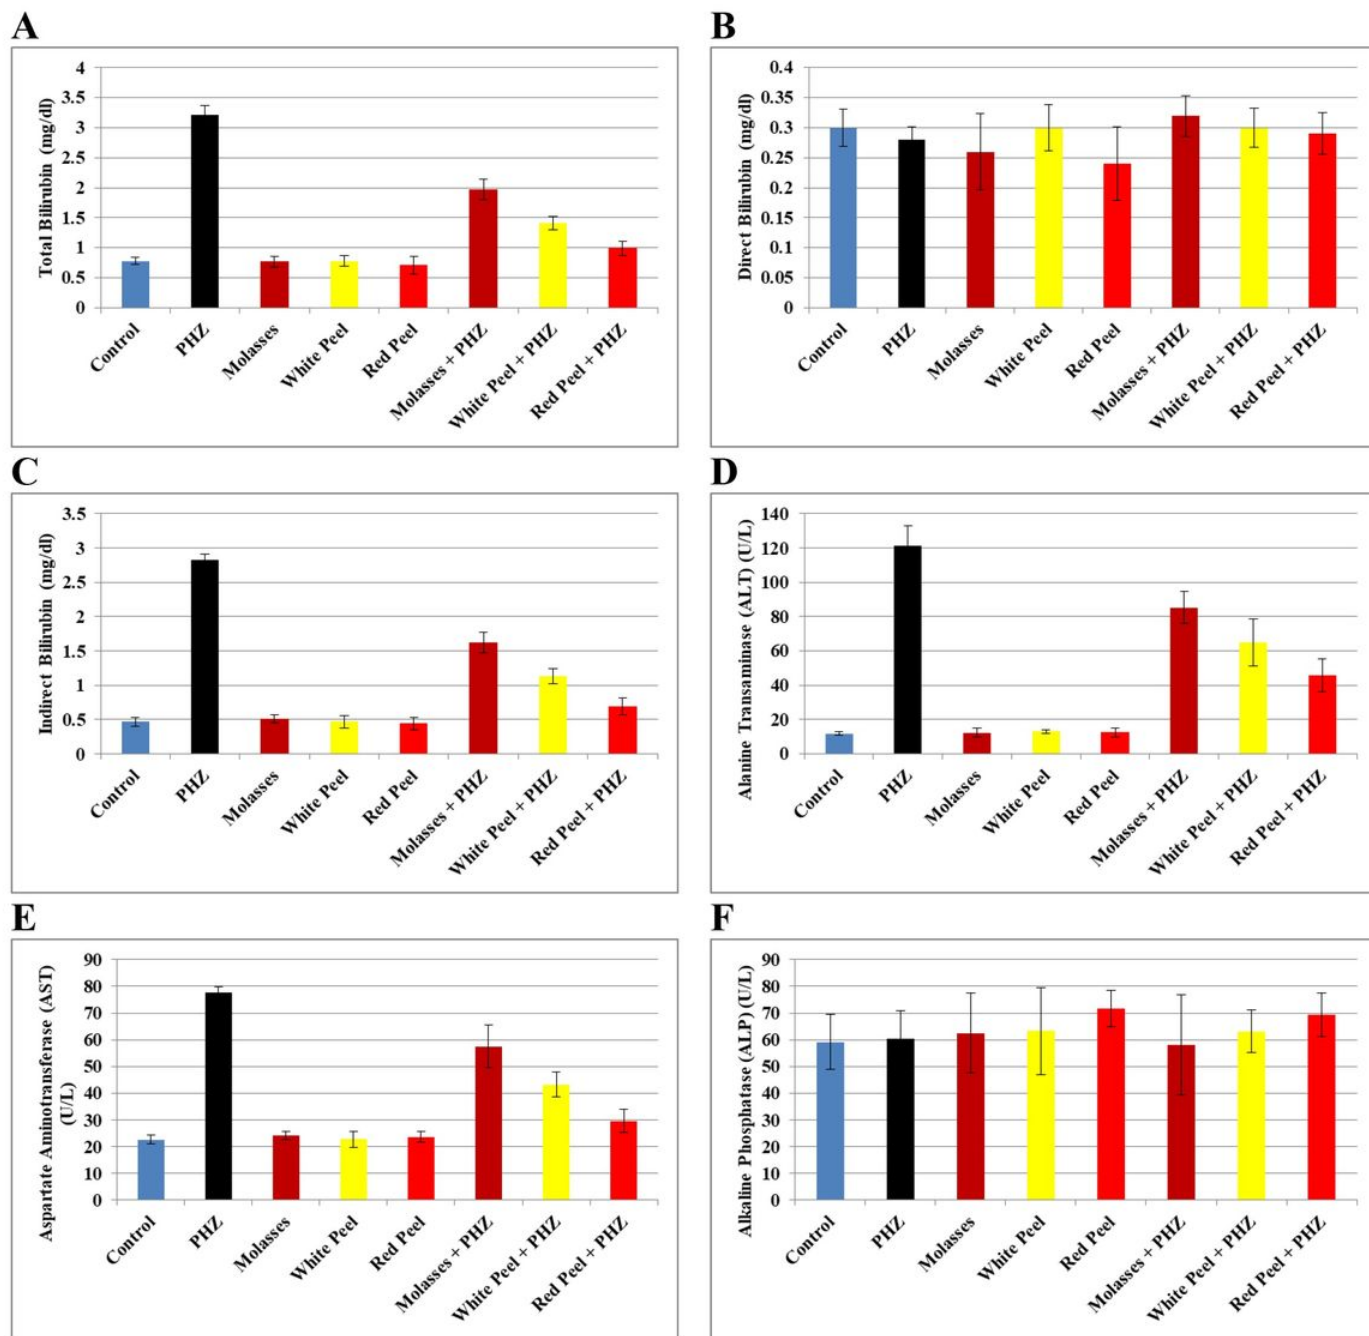 A
Total Bilirubin (mg/dl)
4
3.5
3
2.5
2
1.5
1
0.5
0
Control
PHZ
Molasses
White Peel
Red Peel
Molasses + PHZ
White Peel + PHZ
Red Peel + PHZ
B
Direct Bilirubin (mg/dl)
0.4
0.35
0.3
0.25
0.2
0.15
0.1
0.05
0
Control
PHZ
Molasses
White Peel
Red Peel
Molasses + PHZ
White Peel + PHZ
Red Peel + PHZ
C
Indirect Bilirubin (mg/dl)
3.5
3
2.5
2
1.5
1
0.5
0
Control
PHZ
Molasses
White Peel
Red Peel
Molasses + PHZ
White Peel + PHZ
Red Peel + PHZ
D
Alanine Transaminase (ALT) (U/L)
140
120
100
80
60
40
20
0
Control
PHZ
Molasses
White Peel
Red Peel
Molasses + PHZ
White Peel + PHZ
Red Peel + PHZ
E
Aspartate Aminotransferase (AST)
(U/L)
90
80
70
60
50
40
30
20
10
0
Control
PHZ
Molasses
White Peel
Red Peel
Molasses + PHZ
White Peel + PHZ
Red Peel + PHZ
F
Alkaline Phosphatase (ALP) (U/L)
90
80
70
60
50
40
30
20
10
0
Control
PHZ
Molasses
White Peel
Red Peel
Molasses + PHZ
White Peel + PHZ
Red Peel + PHZ